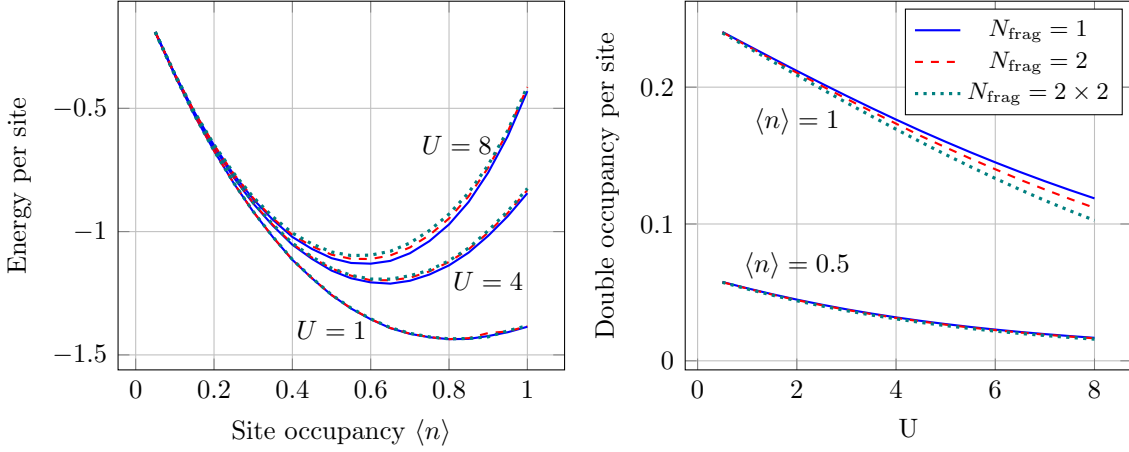 Energy per site
−0.5
−1
−1.5
0
0.2
0.4
0.6
0.8
1
Site occupancy ⟨n⟩
U = 8
U = 4
U = 1
Double occupancy per site
0.2
0.1
0
0
2
4
6
8
U
⟨n⟩ = 1
⟨n⟩ = 0.5
N_frag = 1
N_frag = 2
N_frag = 2 × 2